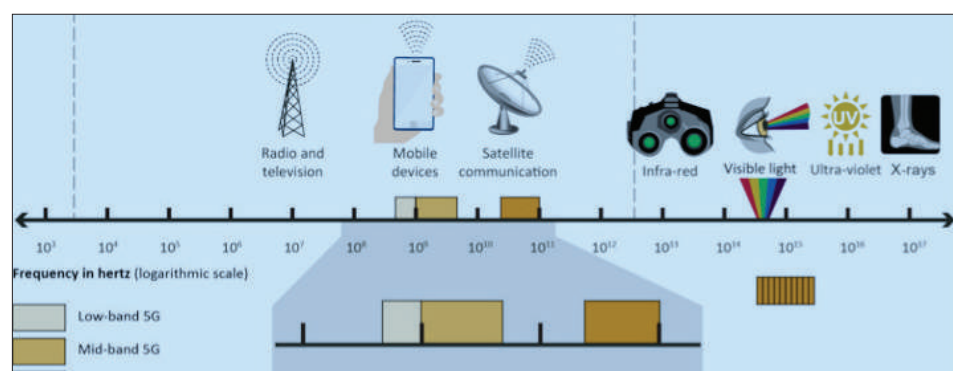 Radio and
television
Mobile
devices
Satellite
communication
Infra-red
Visible light
UV
Ultra-violet
X-rays
10³
10⁴
10⁵
10⁶
10⁷
10⁸
10⁹
10¹⁰
10¹¹
10¹²
10¹³
10¹⁴
10¹⁵
10¹⁶
10¹⁷
Frequency in hertz (logarithmic scale)
Low-band 5G
Mid-band 5G